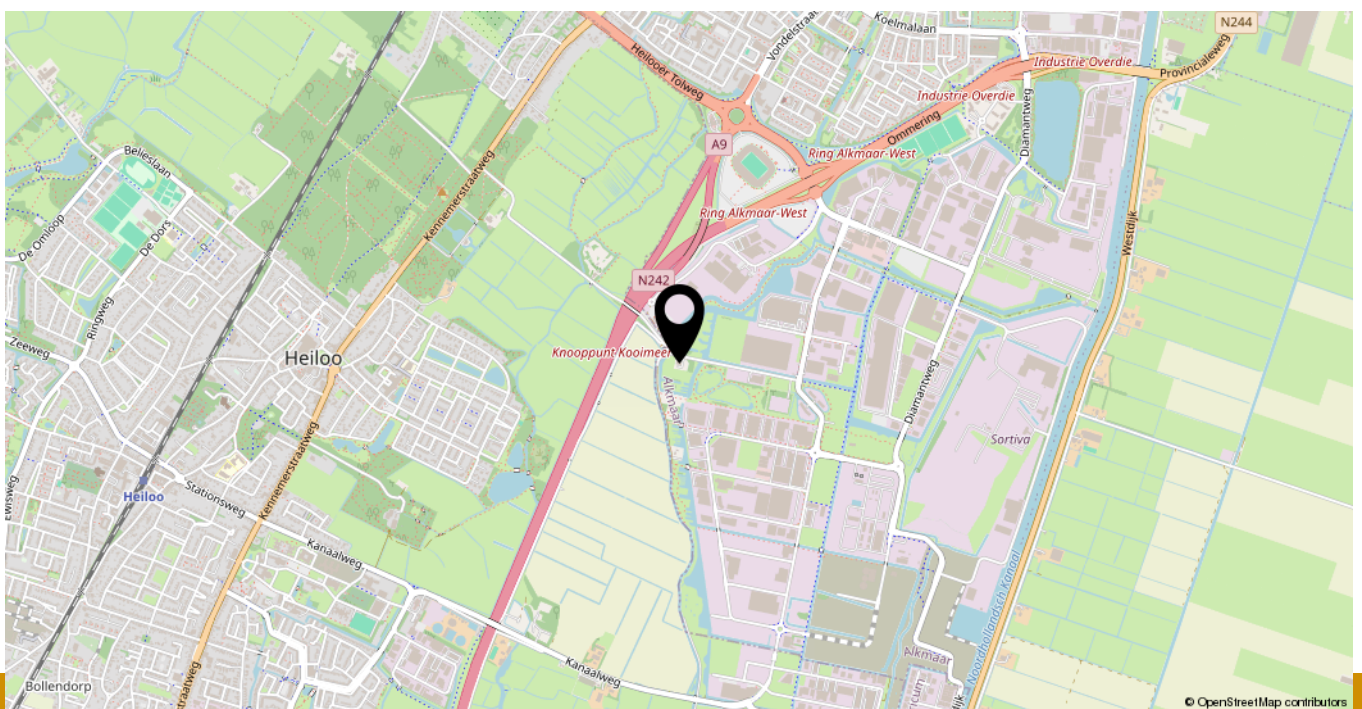 N244
Koelmalaan
Vondelstraat
Heilooër Tolweg
Industrie Overdie
Provincialeweg
Industrie Overdie
Diamantweg
Ommering
A9
Ring Alkmaar-West
Belleslaan
Kennemerstraatweg
De Omloop
De Dors
Ring Alkmaar-West
Westdijk
N242
Ringweg
Zeeweg
Heiloo
Knooppunt Kooimeer
Alkmaar
Diamantweg
Sortiva
Kennemerstraatweg
Heiloo
Stationsweg
Kanaalweg
Noordhollandsch Kanaal
Alkmaar
Kanaalweg
Bollendorp
© OpenStreetMap contributors